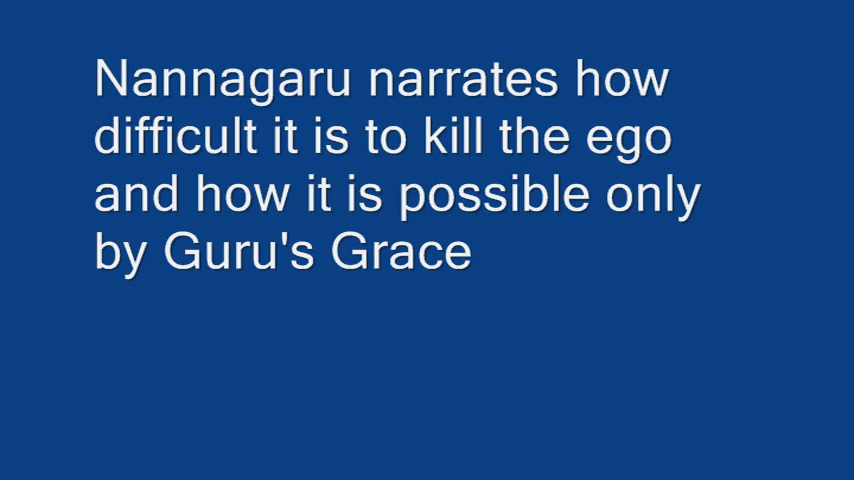 Nannagaru narrates how
difficult it is to kill the ego
and how it is possible only
by Guru's Grace